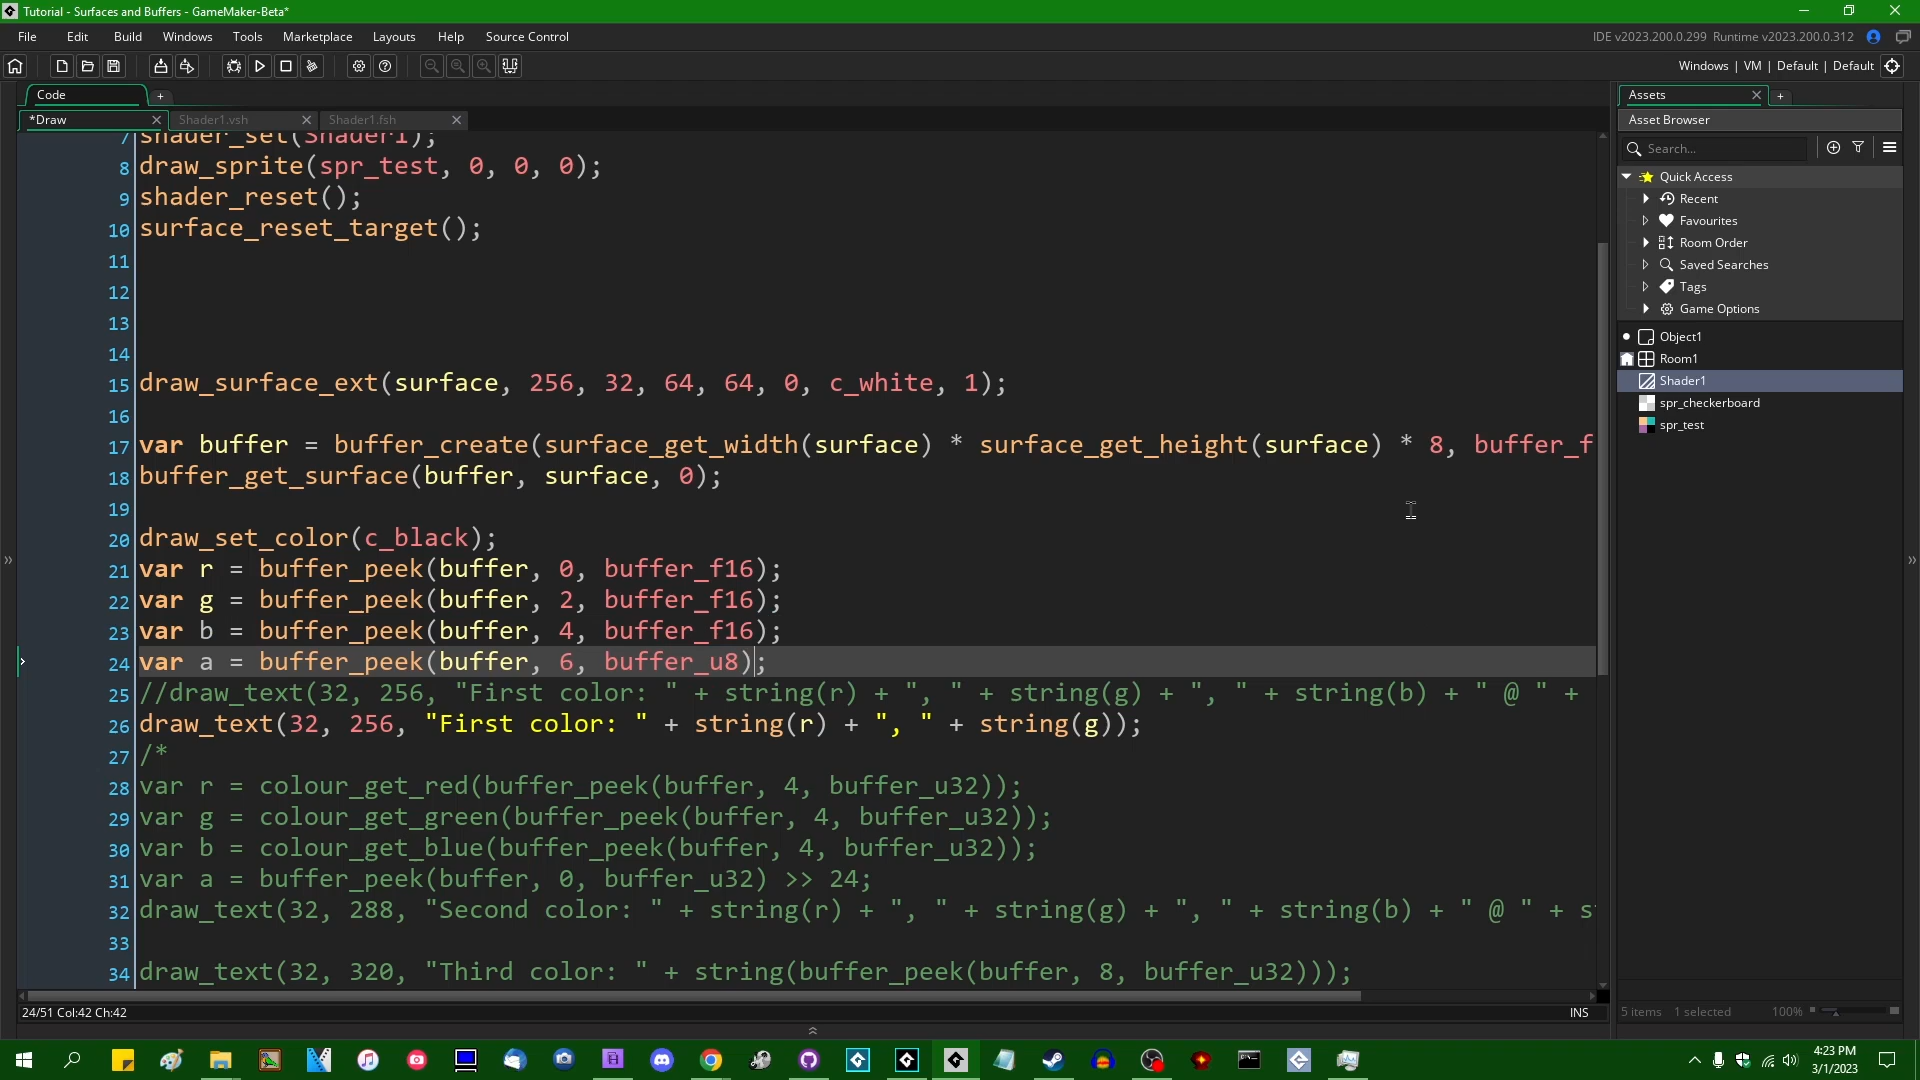 Tutorial - Surfaces and Buffers - GameMaker-Beta*
File Edit Build Windows Tools Marketplace Layouts Help Source Control
IDE v2023.200.0.299 Runtime v2023.200.0.312
Windows | VM | Default | Default
Code
*Draw
Shader1.vsh
Shader1.fsh
7 shader_set(Shader1);
8 draw_sprite(spr_test, 0, 0, 0);
9 shader_reset();
10 surface_reset_target();
11
12
13
14
15 draw_surface_ext(surface, 256, 32, 64, 64, 0, c_white, 1);
16
17 var buffer = buffer_create(surface_get_width(surface) * surface_get_height(surface) * 8, buffer_f
18 buffer_get_surface(buffer, surface, 0);
19
20 draw_set_color(c_black);
21 var r = buffer_peek(buffer, 0, buffer_f16);
22 var g = buffer_peek(buffer, 2, buffer_f16);
23 var b = buffer_peek(buffer, 4, buffer_f16);
24 var a = buffer_peek(buffer, 6, buffer_u8);
25 //draw_text(32, 256, "First color: " + string(r) + ", " + string(g) + ", " + string(b) + " @ " +
26 draw_text(32, 256, "First color: " + string(r) + ", " + string(g));
27 /*
28 var r = colour_get_red(buffer_peek(buffer, 4, buffer_u32));
29 var g = colour_get_green(buffer_peek(buffer, 4, buffer_u32));
30 var b = colour_get_blue(buffer_peek(buffer, 4, buffer_u32));
31 var a = buffer_peek(buffer, 0, buffer_u32) >> 24;
32 draw_text(32, 288, "Second color: " + string(r) + ", " + string(g) + ", " + string(b) + " @ " + s
33
34 draw_text(32, 320, "Third color: " + string(buffer_peek(buffer, 8, buffer_u32)));
24/51 Col:42 Ch:42
INS
Assets
Asset Browser
Search...
Quick Access
Recent
Favourites
Room Order
Saved Searches
Tags
Game Options
Object1
Room1
Shader1
spr_checkerboard
spr_test
5 items 1 selected 100%
4:23 PM
3/1/2023